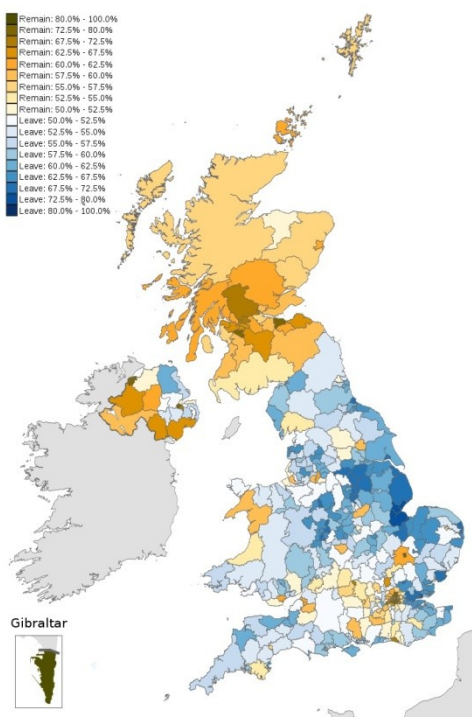 Remain: 80.0% - 100.0%
Remain: 72.5% - 80.0%
Remain: 67.5% - 72.5%
Remain: 62.5% - 67.5%
Remain: 60.0% - 62.5%
Remain: 57.5% - 60.0%
Remain: 55.0% - 57.5%
Remain: 52.5% - 55.0%
Remain: 50.0% - 52.5%
Leave: 50.0% - 52.5%
Leave: 52.5% - 55.0%
Leave: 55.0% - 57.5%
Leave: 57.5% - 60.0%
Leave: 60.0% - 62.5%
Leave: 62.5% - 67.5%
Leave: 67.5% - 72.5%
Leave: 72.5% - 80.0%
Leave: 80.0% - 100.0%
Gibraltar